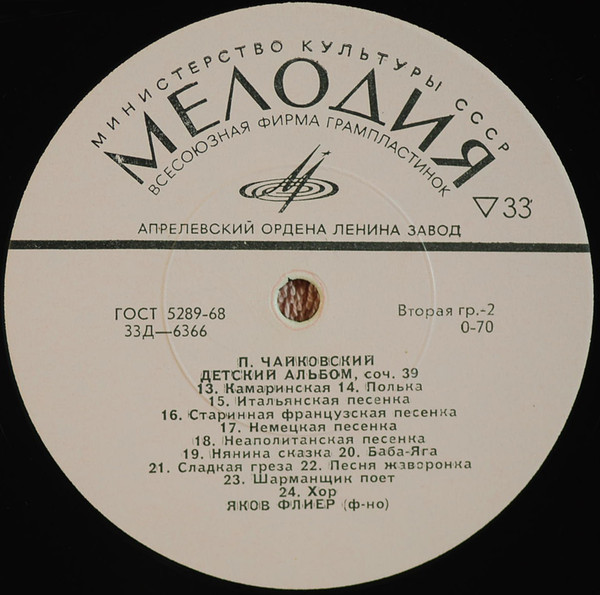 МИНИСТЕРСТВО КУЛЬТУРЫ СССР
МЕЛОДИЯ
ВСЕСОЮЗНАЯ ФИРМА ГРАМПЛАСТИНОК
▽33
АПРЕЛЕВСКИЙ ОРДЕНА ЛЕНИНА ЗАВОД
ГОСТ 5289-68
33Д—6366
Вторая гр.-2
0-70
П. ЧАЙКОВСКИЙ
ДЕТСКИЙ АЛЬБОМ, соч. 39
13. Камаринская 14. Полька
15. Итальянская песенка
16. Старинная французская песенка
17. Немецкая песенка
18. Неаполитанская песенка
19. Нянина сказка 20. Баба-Яга
21. Сладкая греза 22. Песня жаворонка
23. Шарманщик поет
24. Хор
ЯКОВ ФЛИЕР (ф-но)